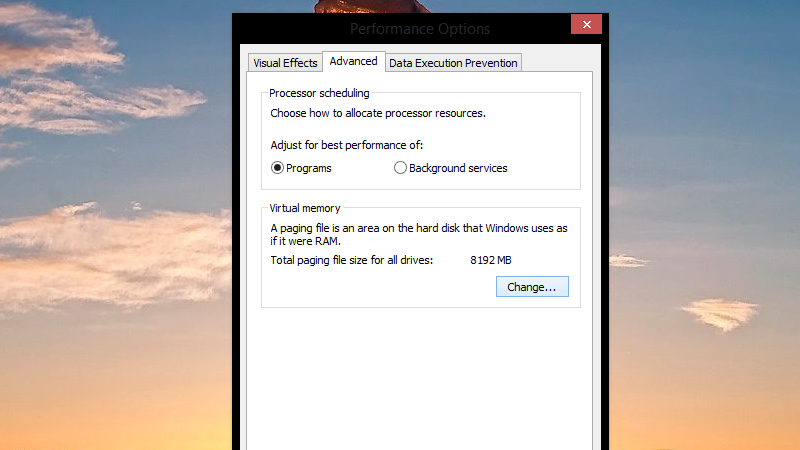 Performance Options
Visual Effects
Advanced
Data Execution Prevention
Processor scheduling
Choose how to allocate processor resources.
Adjust for best performance of:
Programs
Background services
Virtual memory
A paging file is an area on the hard disk that Windows uses as
if it were RAM.
Total paging file size for all drives:
8192 MB
Change...